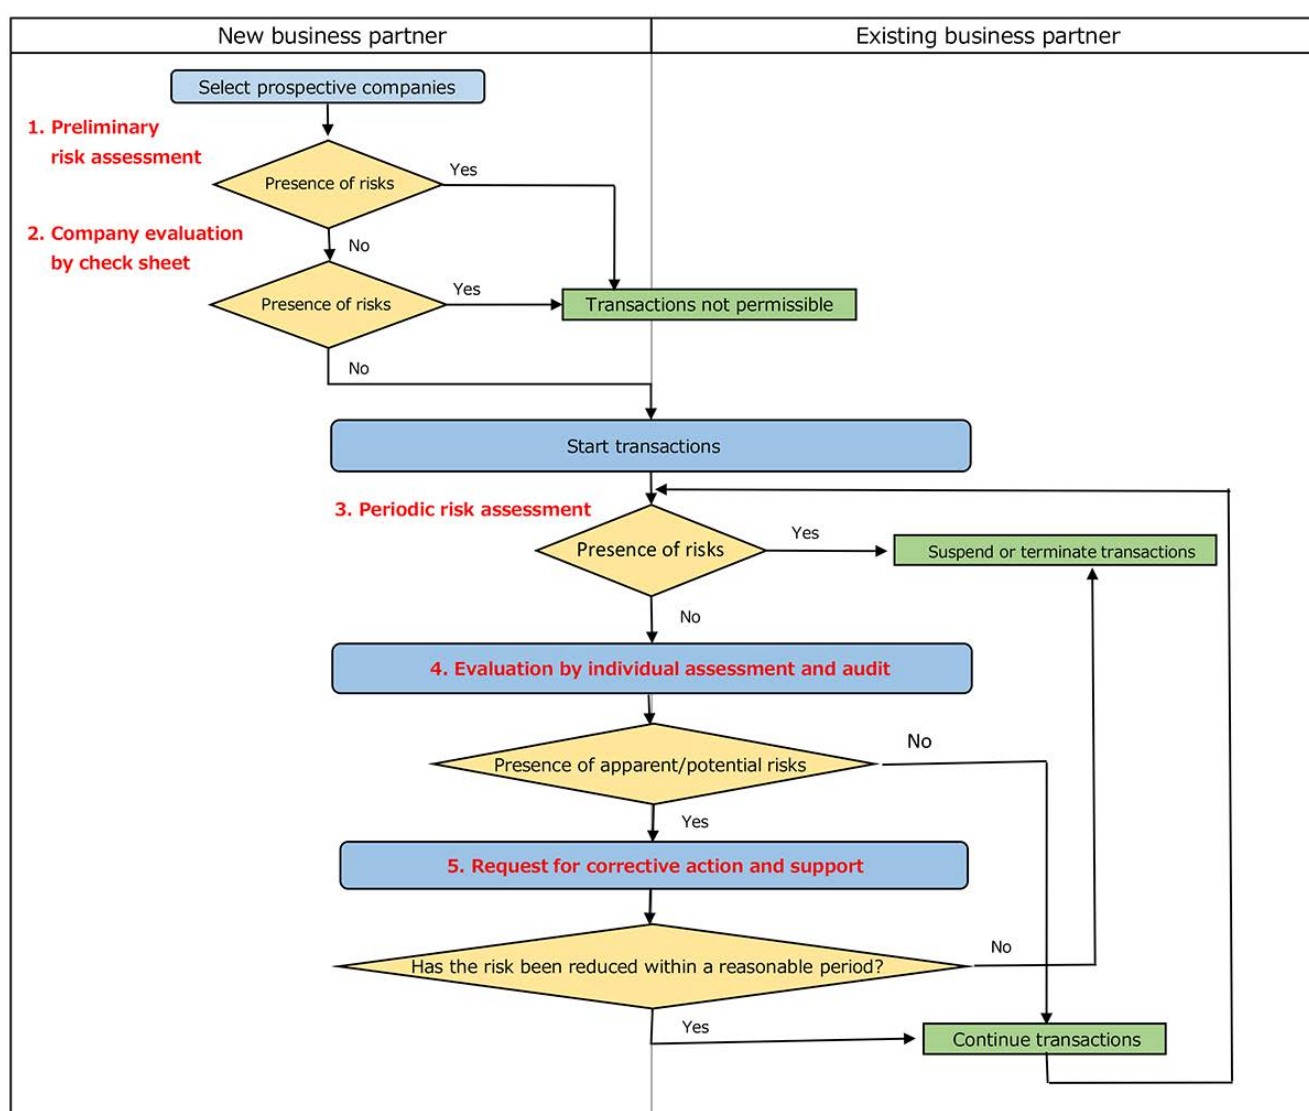 New business partner
Existing business partner
Select prospective companies
1. Preliminary
risk assessment
Presence of risks
Yes
2. Company evaluation
by check sheet
No
Presence of risks
Yes
Transactions not permissible
No
Start transactions
3. Periodic risk assessment
Presence of risks
Yes
Suspend or terminate transactions
No
4. Evaluation by individual assessment and audit
Presence of apparent/potential risks
No
Yes
5. Request for corrective action and support
Has the risk been reduced within a reasonable period?
No
Yes
Continue transactions